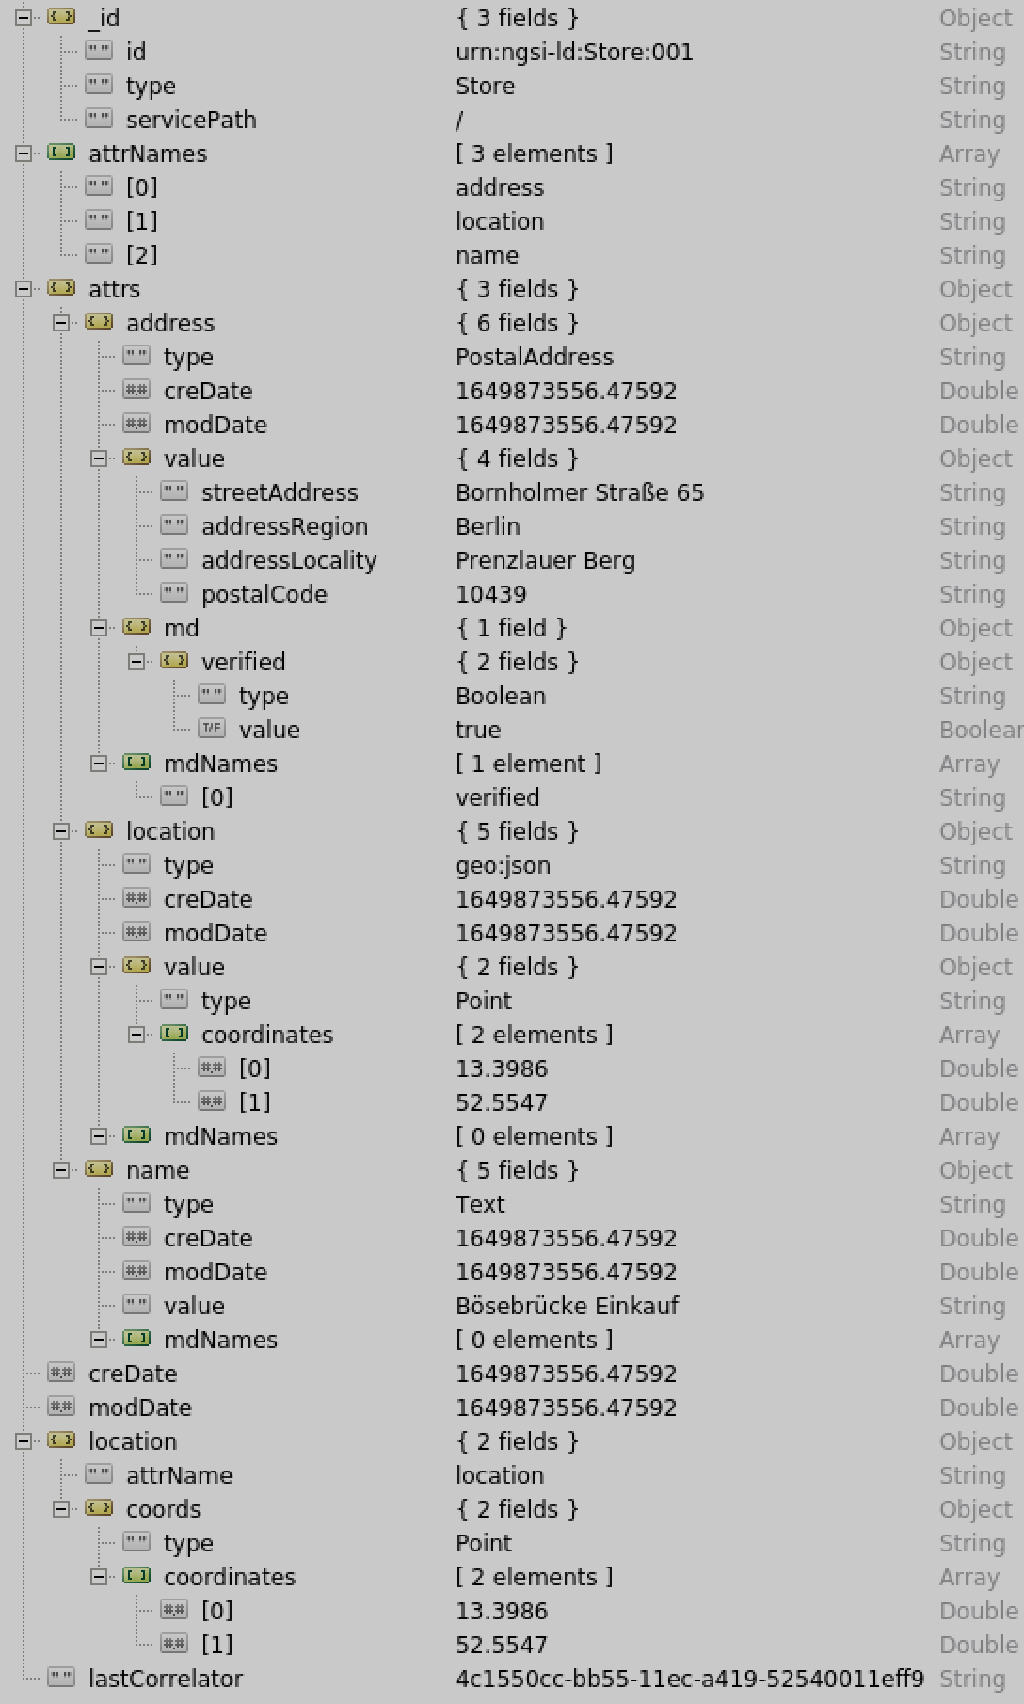 _id { 3 fields } Object
id urn:ngsi-ld:Store:001 String
type Store String
servicePath / String
attrNames [ 3 elements ] Array
[0] address String
[1] location String
[2] name String
attrs { 3 fields } Object
address { 6 fields } Object
type PostalAddress String
creDate 1649873556.47592 Double
modDate 1649873556.47592 Double
value { 4 fields } Object
streetAddress Bornholmer Straße 65 String
addressRegion Berlin String
addressLocality Prenzlauer Berg String
postalCode 10439 String
md { 1 field } Object
verified { 2 fields } Object
type Boolean String
value true Boolean
mdNames [ 1 element ] Array
[0] verified String
location { 5 fields } Object
type geo:json String
creDate 1649873556.47592 Double
modDate 1649873556.47592 Double
value { 2 fields } Object
type Point String
coordinates [ 2 elements ] Array
[0] 13.3986 Double
[1] 52.5547 Double
mdNames [ 0 elements ] Array
name { 5 fields } Object
type Text String
creDate 1649873556.47592 Double
modDate 1649873556.47592 Double
value Bösebrücke Einkauf String
mdNames [ 0 elements ] Array
creDate 1649873556.47592 Double
modDate 1649873556.47592 Double
location { 2 fields } Object
attrName location String
coords { 2 fields } Object
type Point String
coordinates [ 2 elements ] Array
[0] 13.3986 Double
[1] 52.5547 Double
lastCorrelator 4c1550cc-bb55-11ec-a419-52540011eff9 String